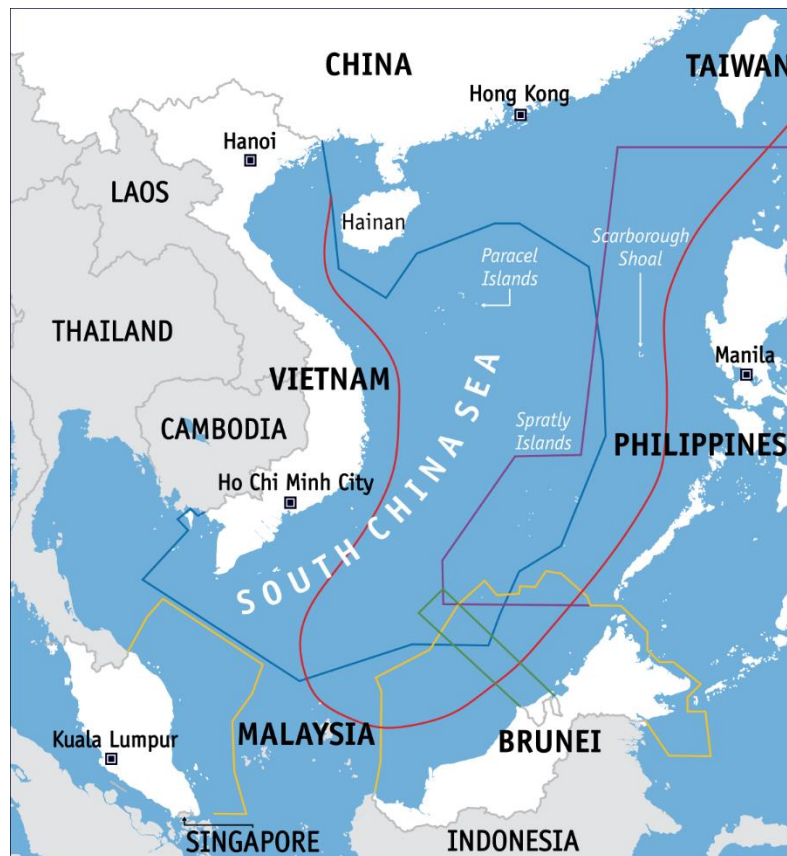 CHINA
TAIWAN
Hong Kong
Hanoi
LAOS
Hainan
Paracel
Islands
Scarborough
Shoal
THAILAND
VIETNAM
Manila
CAMBODIA
Spratly
Islands
PHILIPPINES
Ho Chi Minh City
SOUTH CHINA SEA
MALAYSIA
BRUNEI
Kuala Lumpur
SINGAPORE
INDONESIA